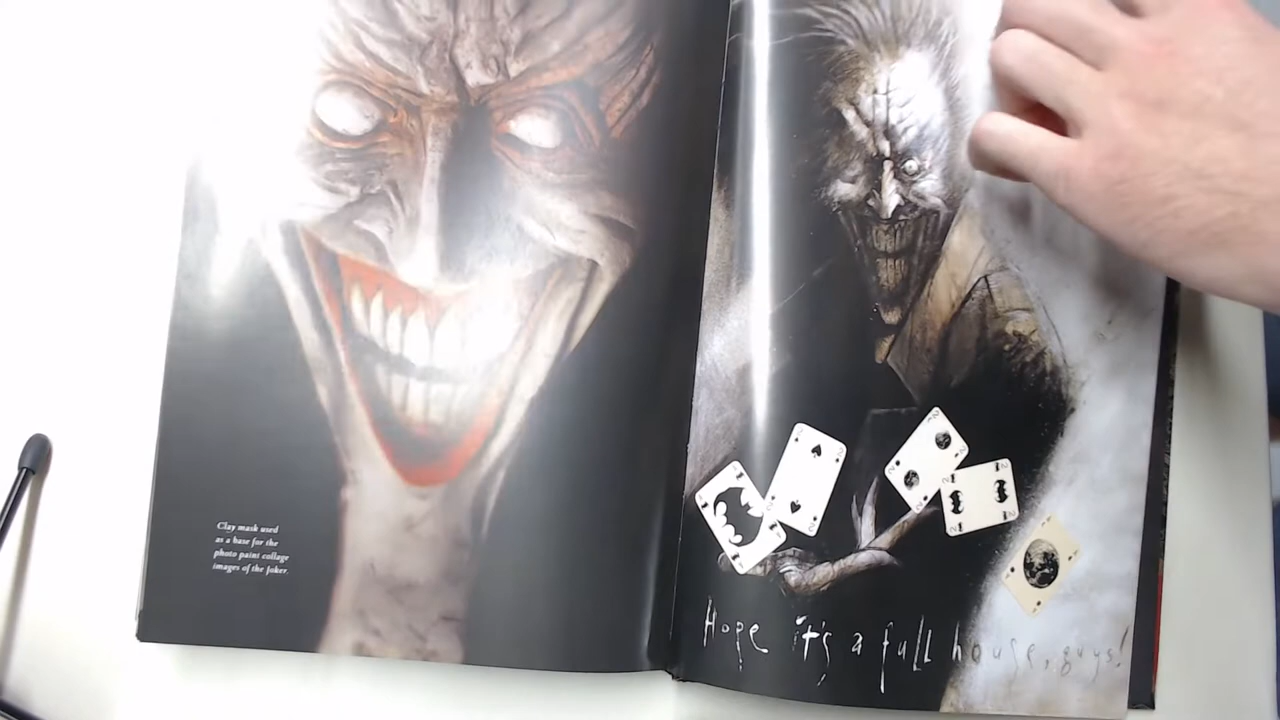 Clay mask used
as a base for the
photo paint collage
images of the Joker.
Hope it's a full house, guys!